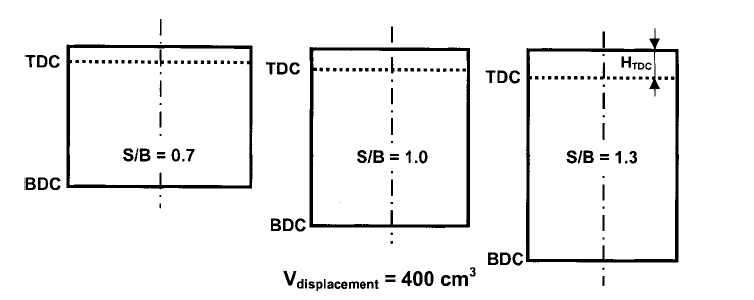 TDC
S/B = 0.7
BDC
TDC
S/B = 1.0
BDC
H_TDC
TDC
S/B = 1.3
BDC
V_displacement = 400 cm³